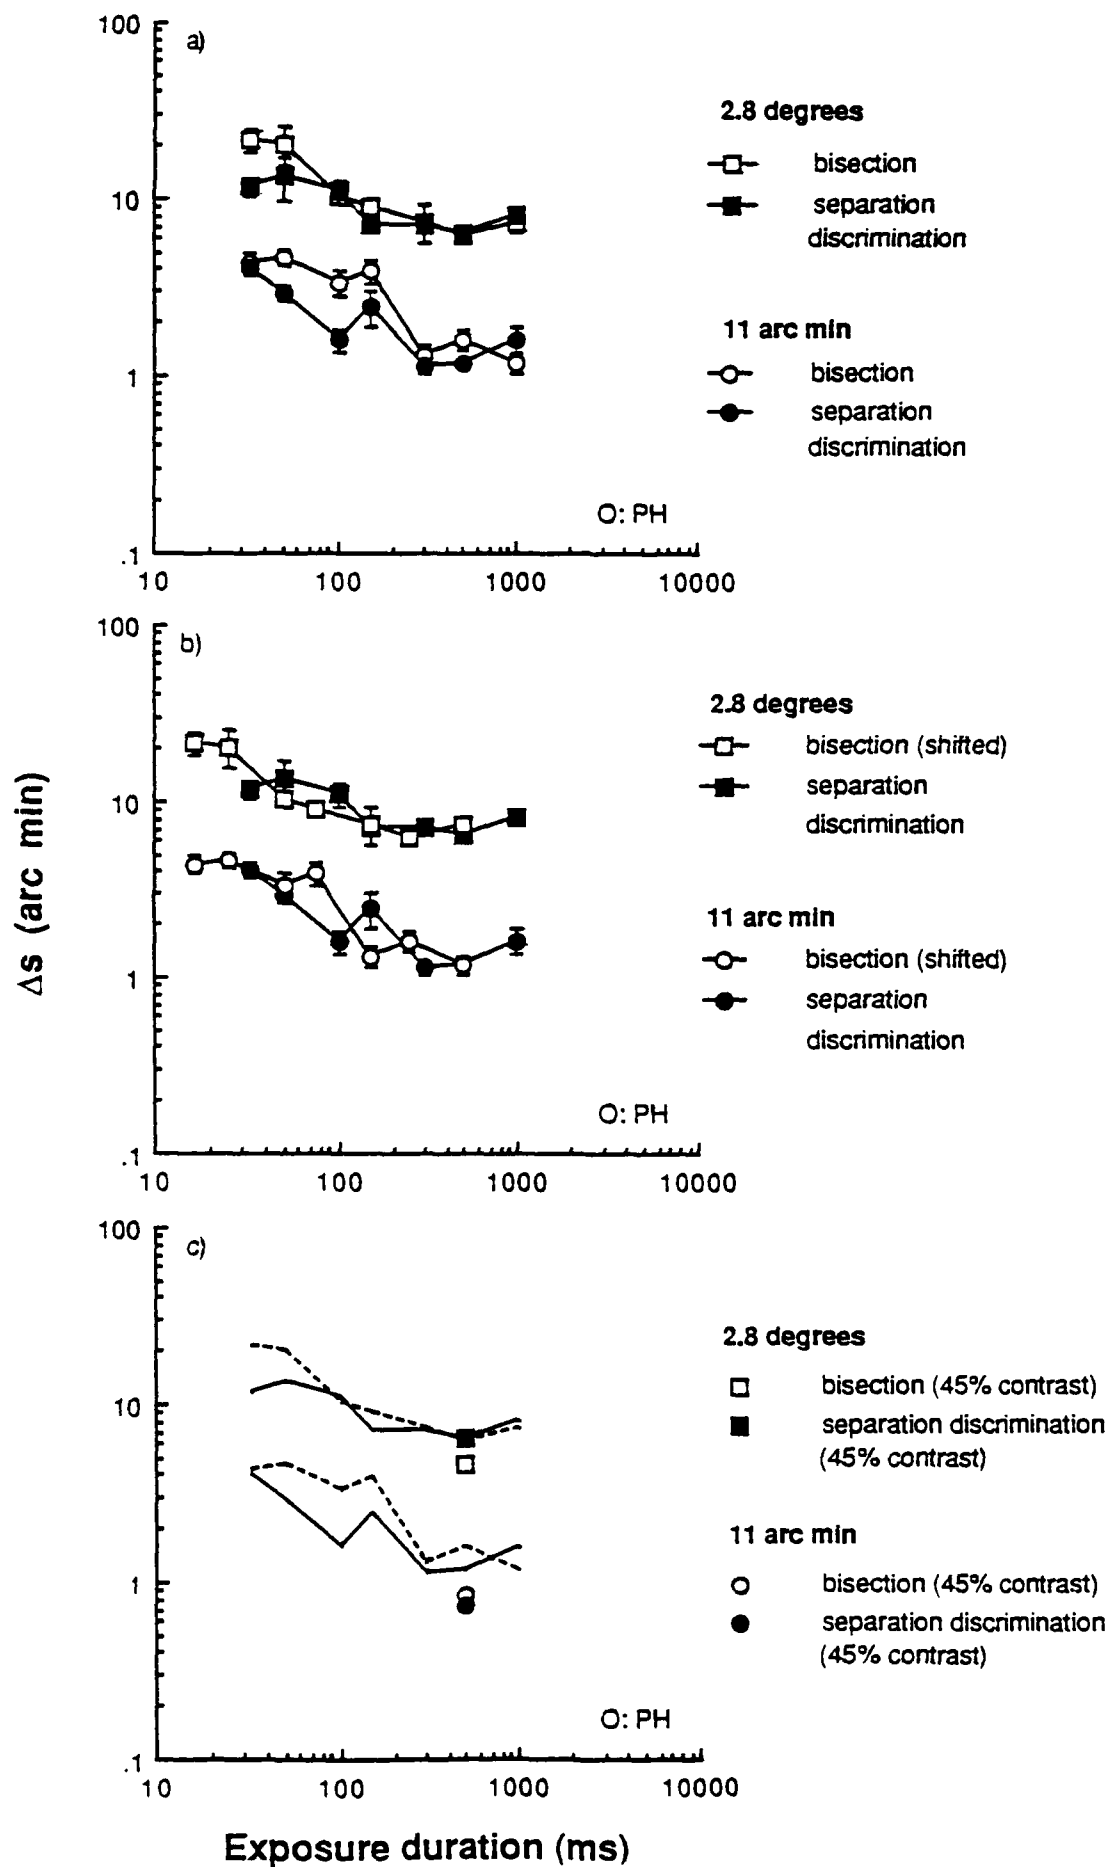 100
a)
10
1
.1
10
100
1000
10000
2.8 degrees
bisection
separation
discrimination
11 arc min
bisection
separation
discrimination
O: PH
100
b)
10
1
.1
10
100
1000
10000
2.8 degrees
bisection (shifted)
separation
discrimination
11 arc min
bisection (shifted)
separation
discrimination
O: PH
Δs (arc min)
100
c)
10
1
.1
10
100
1000
10000
2.8 degrees
bisection (45% contrast)
separation discrimination
(45% contrast)
11 arc min
bisection (45% contrast)
separation discrimination
(45% contrast)
O: PH
Exposure duration (ms)